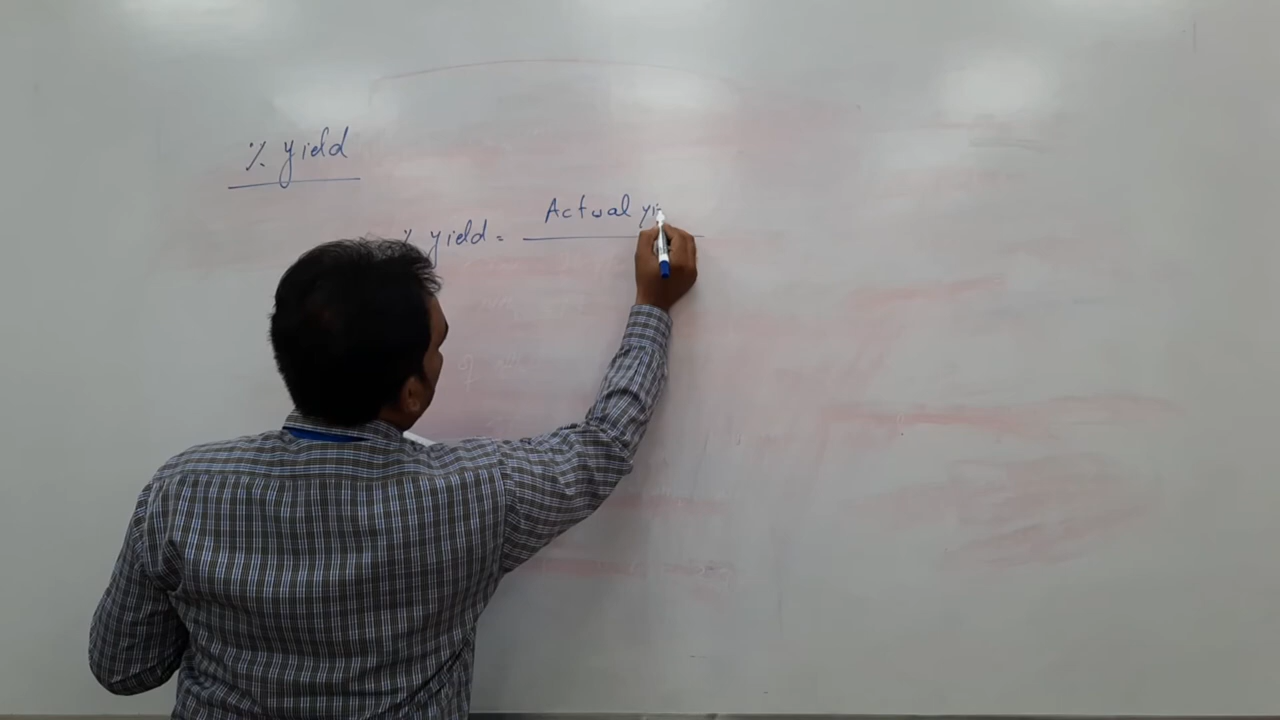 % yield
% yield = Actual yi